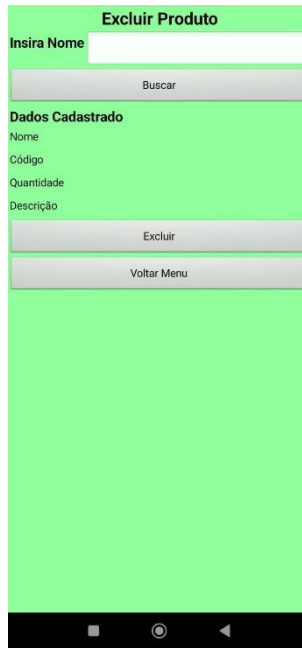 Excluir Produto
Insira Nome
Buscar
Dados Cadastrado
Nome
Código
Quantidade
Descrição
Excluir
Voltar Menu